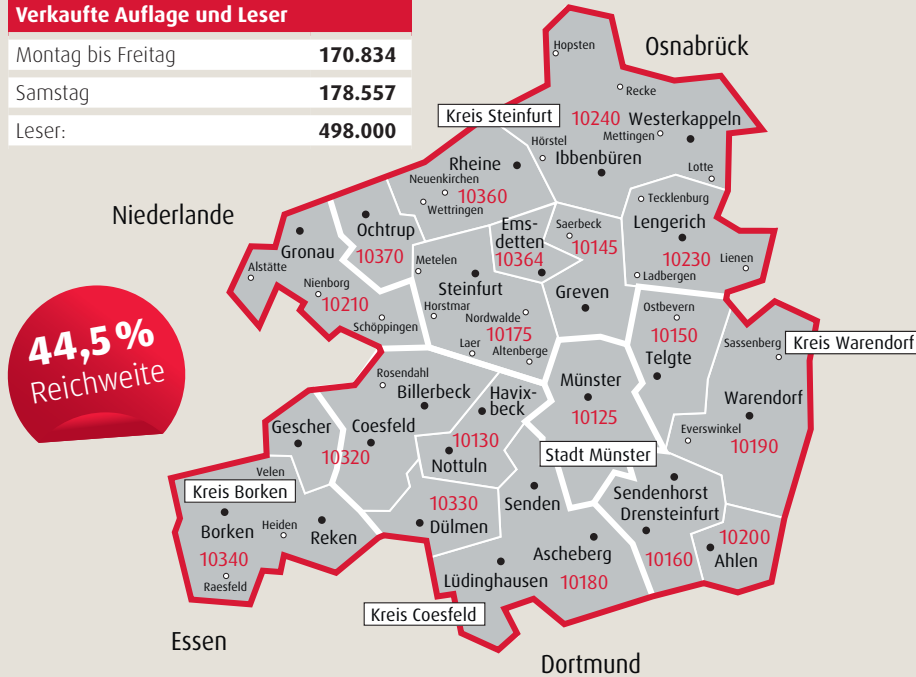 Verkaufte Auflage und Leser
Montag bis Freitag 170.834
Samstag 178.557
Leser: 498.000
Osnabrück
Niederlande
44,5 %
Reichweite
Essen
Dortmund
Kreis Steinfurt
Hopsten
Recke
10240
Westerkappeln
Mettingen
Hörstel
Ibbenbüren
Lotte
Rheine
Neuenkirchen
10360
Wettringen
Tecklenburg
Lengerich
10230
Lienen
Ladbergen
Ochtrup
10370
Gronau
Alstätte
Nienborg
10210
Schöppingen
Metelen
Ems-
detten
10364
Saerbeck
10145
Greven
Steinfurt
Horstmar
Nordwalde
10175
Laer
Altenberge
Ostbevern
10150
Telgte
Sassenberg
Kreis Warendorf
Warendorf
Everswinkel
10190
Münster
10125
Stadt Münster
Rosendahl
Billerbeck
Havix-
beck
Coesfeld
10130
Nottuln
Gescher
10320
Velen
Kreis Borken
Borken
Heiden
Reken
10340
Raesfeld
10330
Dülmen
Senden
Ascheberg
Lüdinghausen
10180
Kreis Coesfeld
Sendenhorst
Drensteinfurt
10160
10200
Ahlen